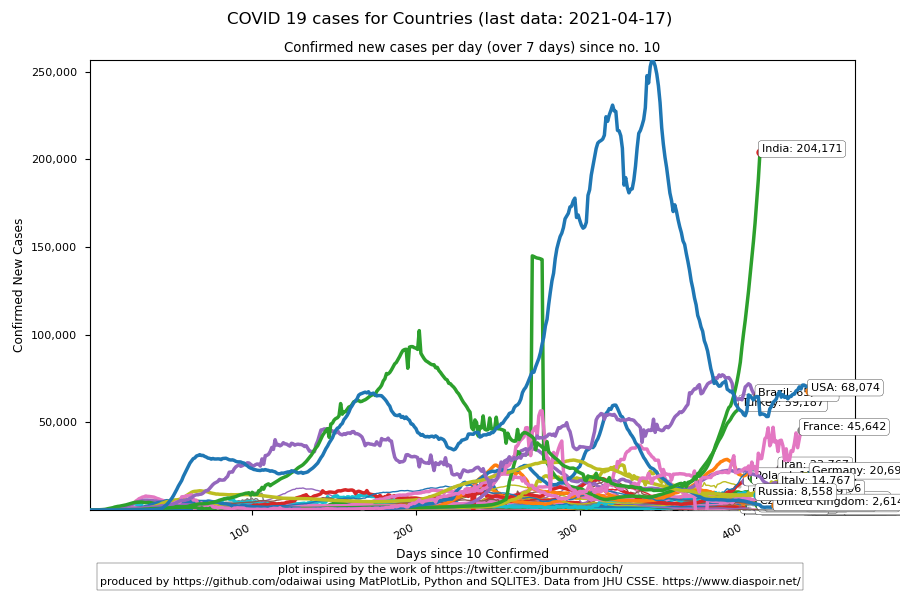 COVID 19 cases for Countries (last data: 2021-04-17)
Confirmed new cases per day (over 7 days) since no. 10
250,000
200,000
150,000
100,000
50,000
Confirmed New Cases
India: 204,171
USA: 68,074
Brazil:
France: 45,642
Iran:
Germany: 20,69
Italy: 14,767
Russia: 8,558
United Kingdom: 2,614
100
200
300
400
Days since 10 Confirmed
plot inspired by the work of https://twitter.com/jburnmurdoch/
produced by https://github.com/odaiwai using MatPlotLib, Python and SQLITE3. Data from JHU CSSE. https://www.diaspoir.net/